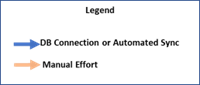 Legend
DB Connection or Automated Sync
Manual Effort